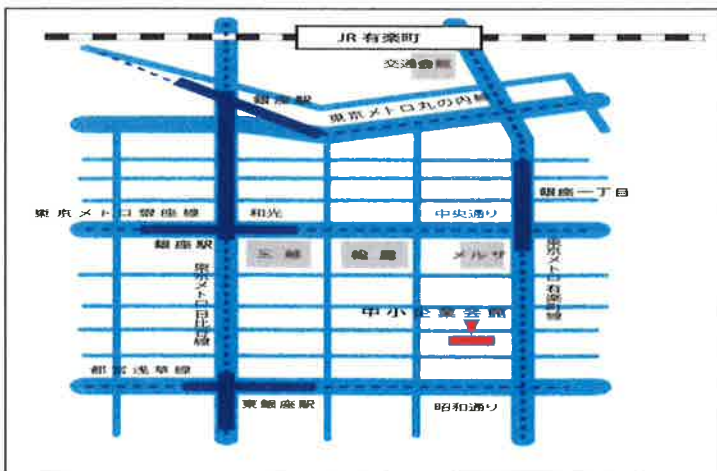 JR 有楽町
交通会館
銀座駅
東京メトロ丸の内線
銀座一丁目
東京メトロ銀座線
和光
中央通り
銀座駅
三越
松屋
メルサ
東京メトロ日比谷線
東京メトロ有楽町線
中小企業会館
都営浅草線
東銀座駅
昭和通り